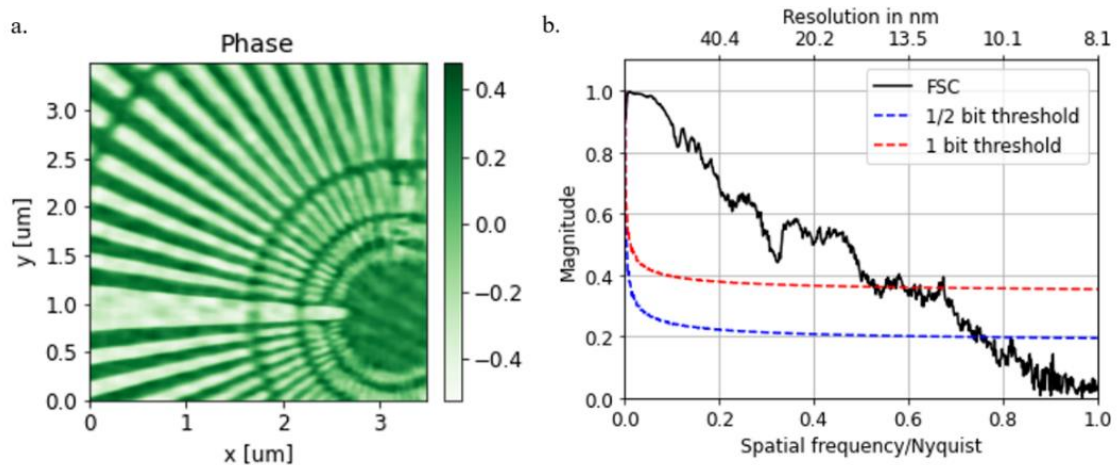 a.
Phase
3.0
2.5
2.0
1.5
1.0
0.5
0.0
y [um]
0 1 2 3
x [um]
0.4
0.2
0.0
−0.2
−0.4
b.
Resolution in nm
40.4 20.2 13.5 10.1 8.1
1.0
0.8
0.6
0.4
0.2
0.0
Magnitude
FSC
1/2 bit threshold
1 bit threshold
0.0 0.2 0.4 0.6 0.8 1.0
Spatial frequency/Nyquist